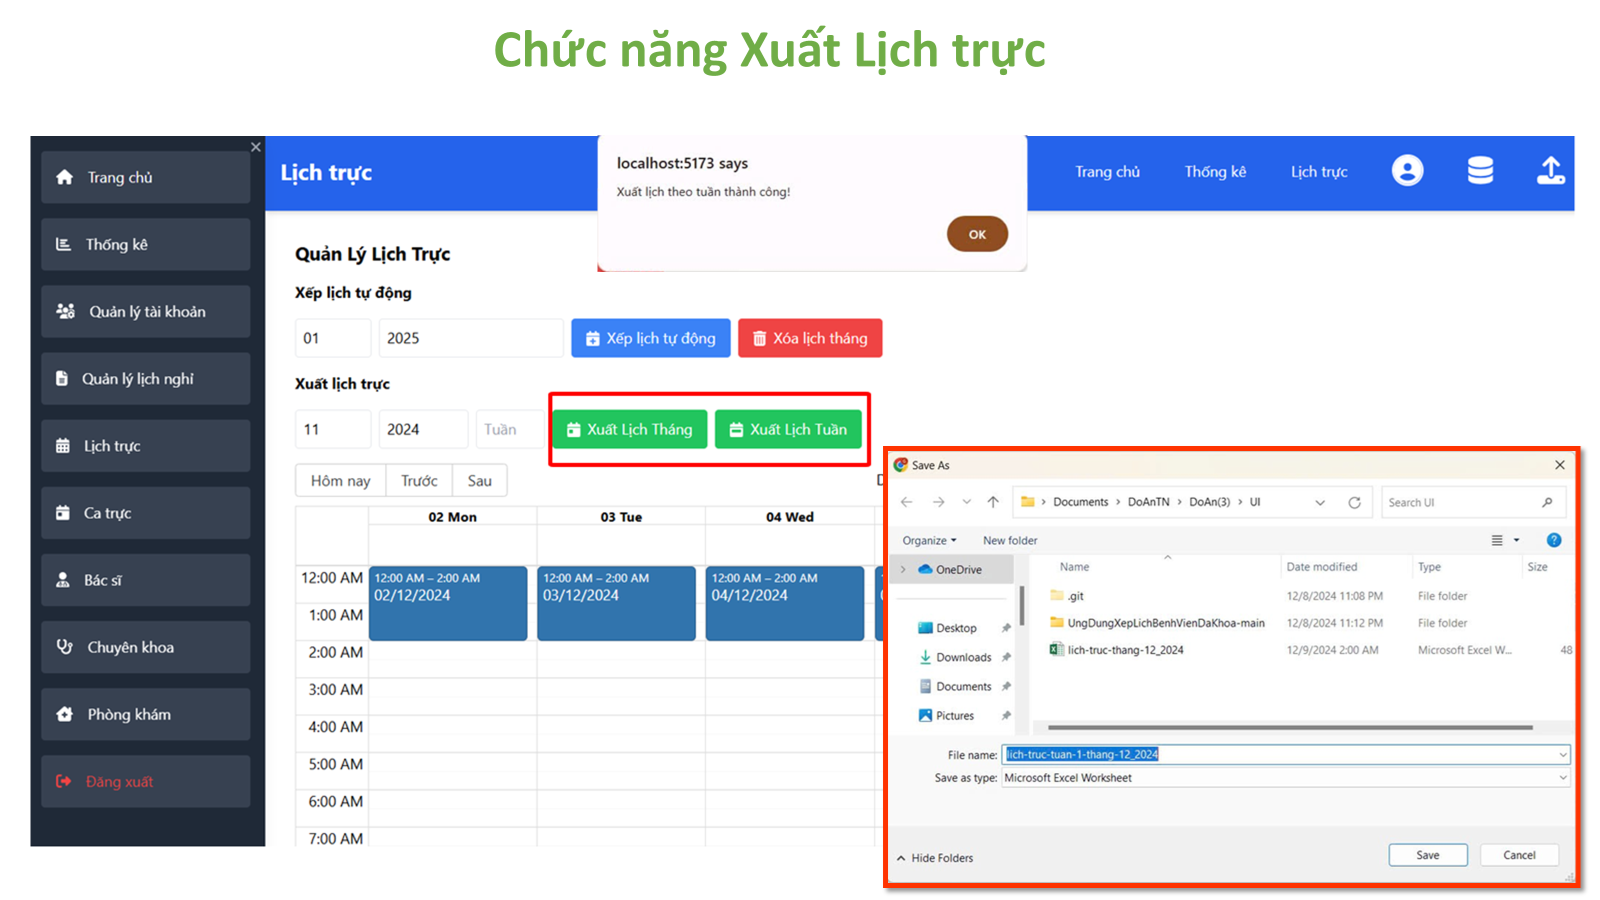 Chức năng Xuất Lịch trực
Trang chủ
Thống kê
Quản lý tài khoản
Quản lý lịch nghỉ
Lịch trực
Ca trực
Bác sĩ
Chuyên khoa
Phòng khám
Đăng xuất
Lịch trực
localhost:5173 says
Xuất lịch theo tuần thành công!
OK
Trang chủ Thống kê Lịch trực
Quản Lý Lịch Trực
Xếp lịch tự động
01 2025 Xếp lịch tự động Xóa lịch tháng
Xuất lịch trực
11 2024 Tuần Xuất Lịch Tháng Xuất Lịch Tuần
Hôm nay Trước Sau
02 Mon 03 Tue 04 Wed
12:00 AM 12:00 AM – 2:00 AM 12:00 AM – 2:00 AM 12:00 AM – 2:00 AM
02/12/2024 03/12/2024 04/12/2024
1:00 AM
2:00 AM
3:00 AM
4:00 AM
5:00 AM
6:00 AM
7:00 AM
Save As
Documents > DoAnTN > DoAn(3) > UI Search UI
Organize New folder
OneDrive
Desktop
Downloads
Documents
Pictures
Name Date modified Type Size
.git 12/8/2024 11:08 PM File folder
UngDungXepLichBenhVienDaKhoa-main 12/8/2024 11:12 PM File folder
lich-truc-thang-12_2024 12/9/2024 2:00 AM Microsoft Excel W... 48
File name: lich-truc-tuan-1-thang-12_2024
Save as type: Microsoft Excel Worksheet
Hide Folders Save Cancel